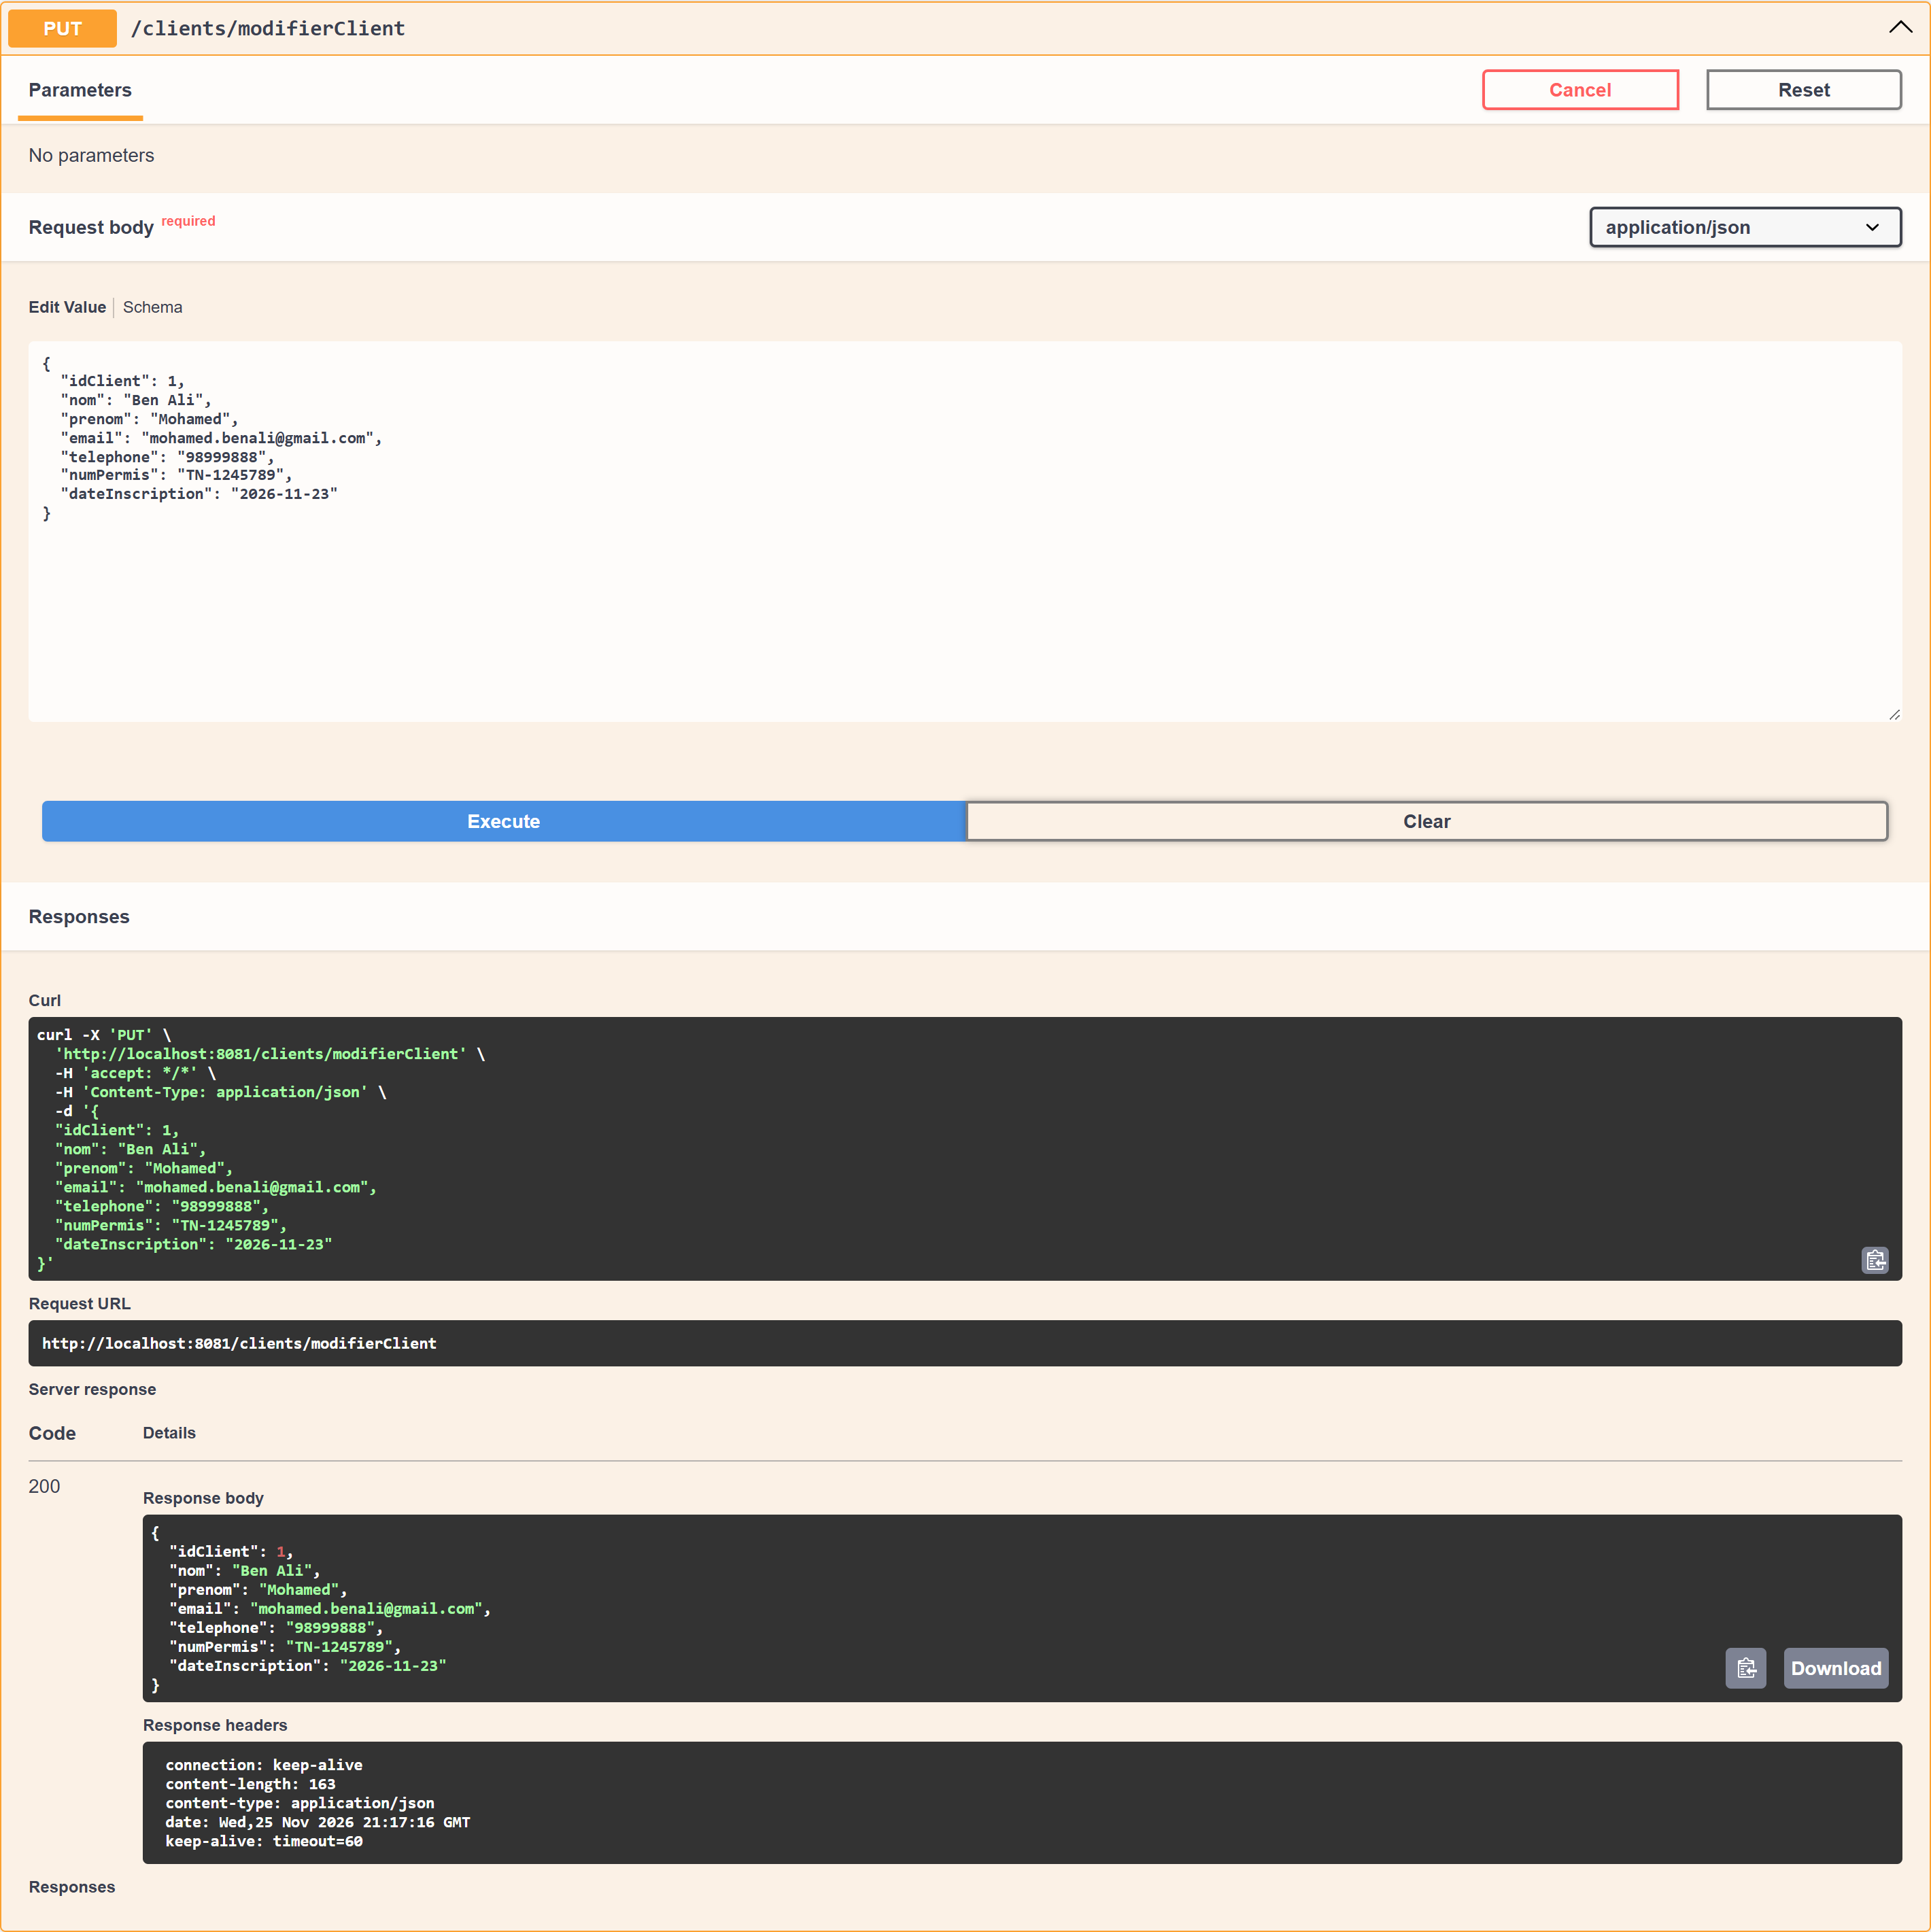 PUT /clients/modifierClient
Parameters
Cancel
Reset
No parameters
Request body required
application/json
Edit Value | Schema
{
  "idClient": 1,
  "nom": "Ben Ali",
  "prenom": "Mohamed",
  "email": "mohamed.benali@gmail.com",
  "telephone": "98999888",
  "numPermis": "TN-1245789",
  "dateInscription": "2026-11-23"
}
Execute
Clear
Responses
Curl
curl -X 'PUT' \
  'http://localhost:8081/clients/modifierClient' \
  -H 'accept: */*' \
  -H 'Content-Type: application/json' \
  -d '{
  "idClient": 1,
  "nom": "Ben Ali",
  "prenom": "Mohamed",
  "email": "mohamed.benali@gmail.com",
  "telephone": "98999888",
  "numPermis": "TN-1245789",
  "dateInscription": "2026-11-23"
}'
Request URL
http://localhost:8081/clients/modifierClient
Server response
Code Details
200
Response body
{
  "idClient": 1,
  "nom": "Ben Ali",
  "prenom": "Mohamed",
  "email": "mohamed.benali@gmail.com",
  "telephone": "98999888",
  "numPermis": "TN-1245789",
  "dateInscription": "2026-11-23"
}
Download
Response headers
connection: keep-alive
content-length: 163
content-type: application/json
date: Wed,25 Nov 2026 21:17:16 GMT
keep-alive: timeout=60
Responses